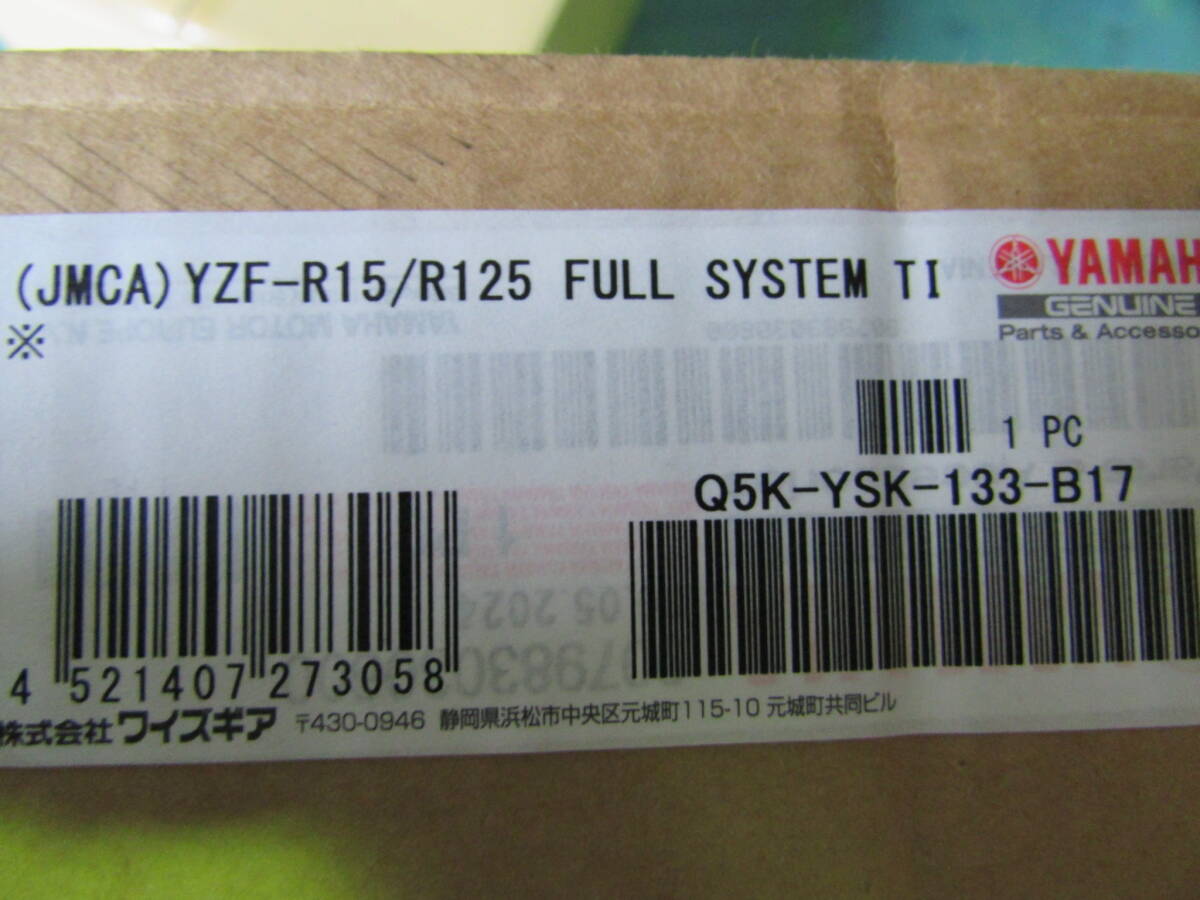 (JMCA) YZF-R15/R125 FULL SYSTEM TI
※
YAMAH
GENUINE
Parts & Accesso
1 PC
Q5K-YSK-133-B17
4 521407 273058
株式会社 ワイズギア 〒430-0946 静岡県浜松市中央区元城町115-10 元城町共同ビル